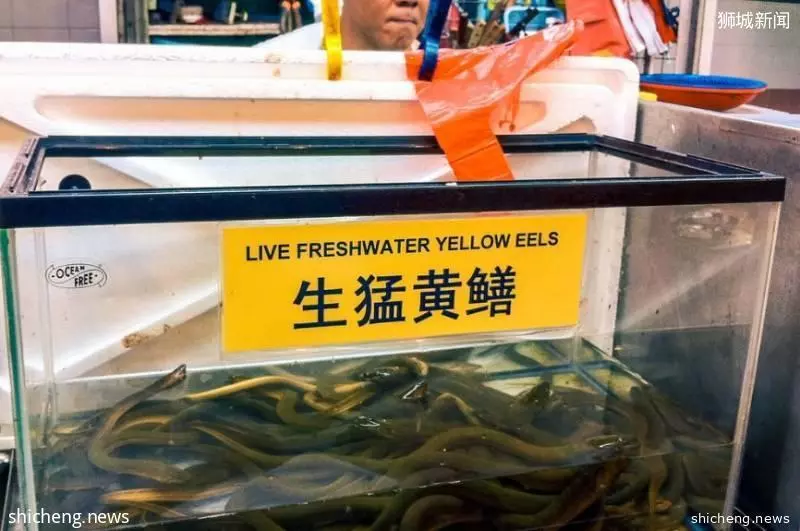 狮城新闻
LIVE FRESHWATER YELLOW EELS
生猛黄鳝
OCEAN
FREE
shicheng.news
shicheng.news